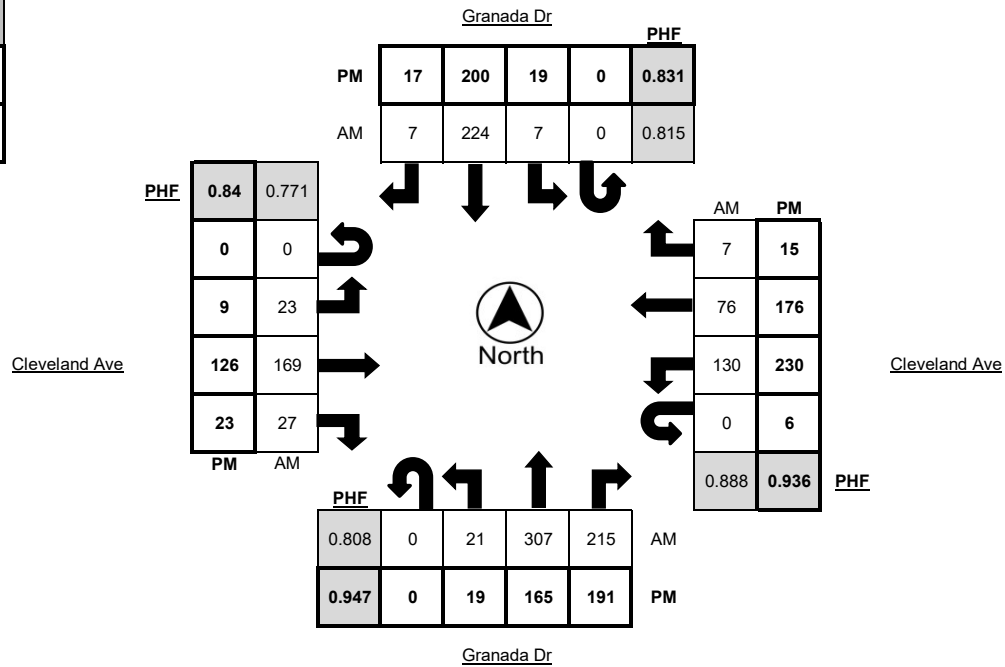 Granada Dr
PHF
PM 17 200 19 0 0.831
AM 7 224 7 0 0.815
PHF 0.84 0.771
0 0
9 23
126 169
23 27
PM AM
Cleveland Ave
North
AM PM
7 15
76 176
130 230
0 6
0.888 0.936 PHF
Cleveland Ave
PHF
0.808 0 21 307 215 AM
0.947 0 19 165 191 PM
Granada Dr